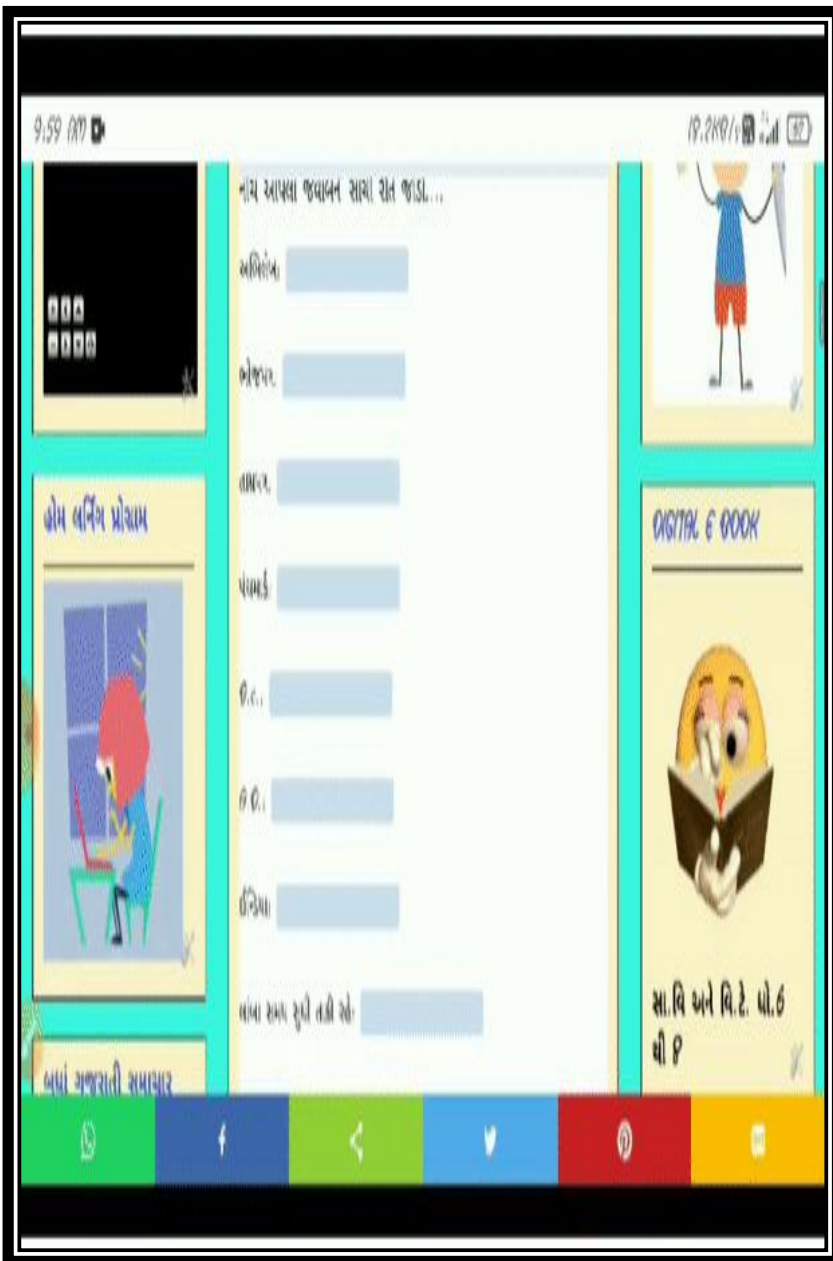 9:59 AM
નીચે આપેલા જવાબને સાચી રીતે જોડો...
અભિલેખ:
ભોજપત્ર:
તામ્રપત્ર:
પંચમાર્ક:
ઇન્ડિયા:
લાંબા સમય સુધી ટકી રહે:
હોમ લર્નિંગ પ્રોગ્રામ
બધાં ગુજરાતી સમાચાર
DIGITAL E BOOK
સા.વિ અને વિ.ટે. ધો.6
થી 8